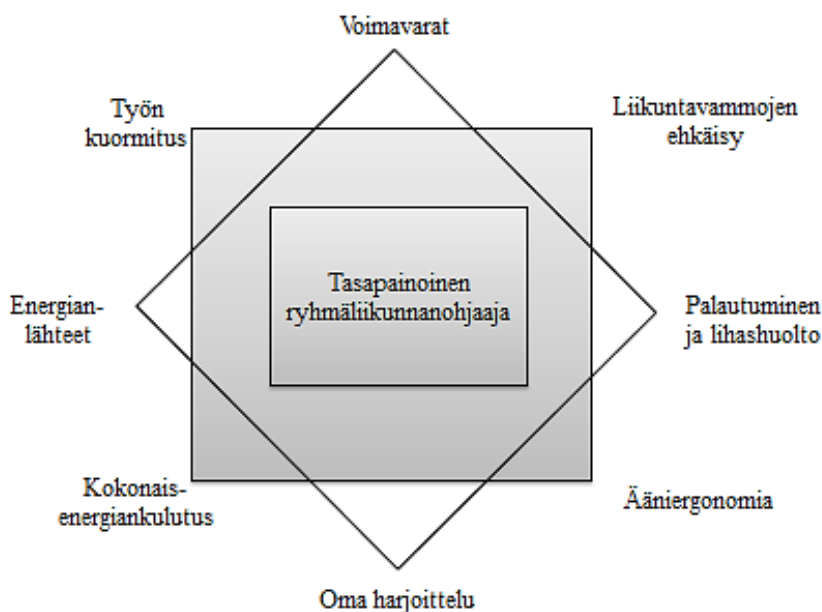 Voimavarat
Työn
kuormitus
Liikuntavammojen
ehkäisy
Tasapainoinen
ryhmäliikunnanohjaaja
Energian-
lähteet
Palautuminen
ja lihashuolto
Kokonais-
energiankulutus
Ääniergonomia
Oma harjoittelu